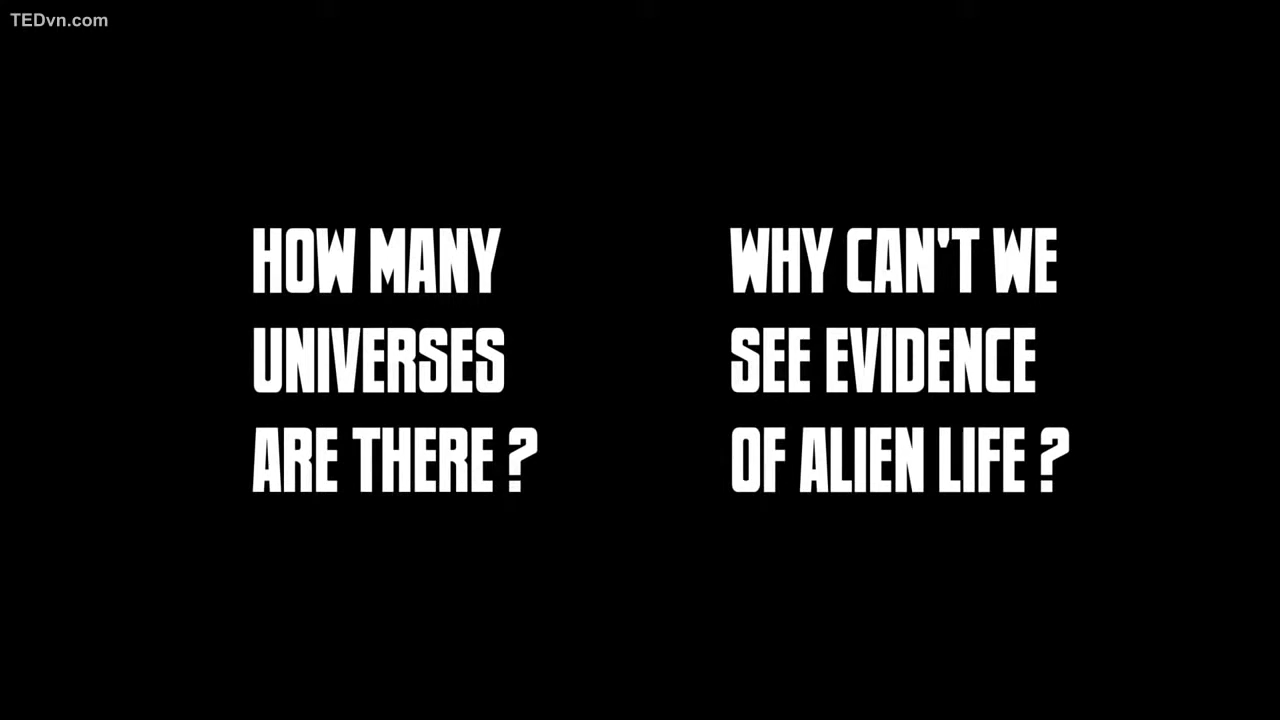 TEDvn.com
HOW MANY
UNIVERSES
ARE THERE ?
WHY CAN'T WE
SEE EVIDENCE
OF ALIEN LIFE ?